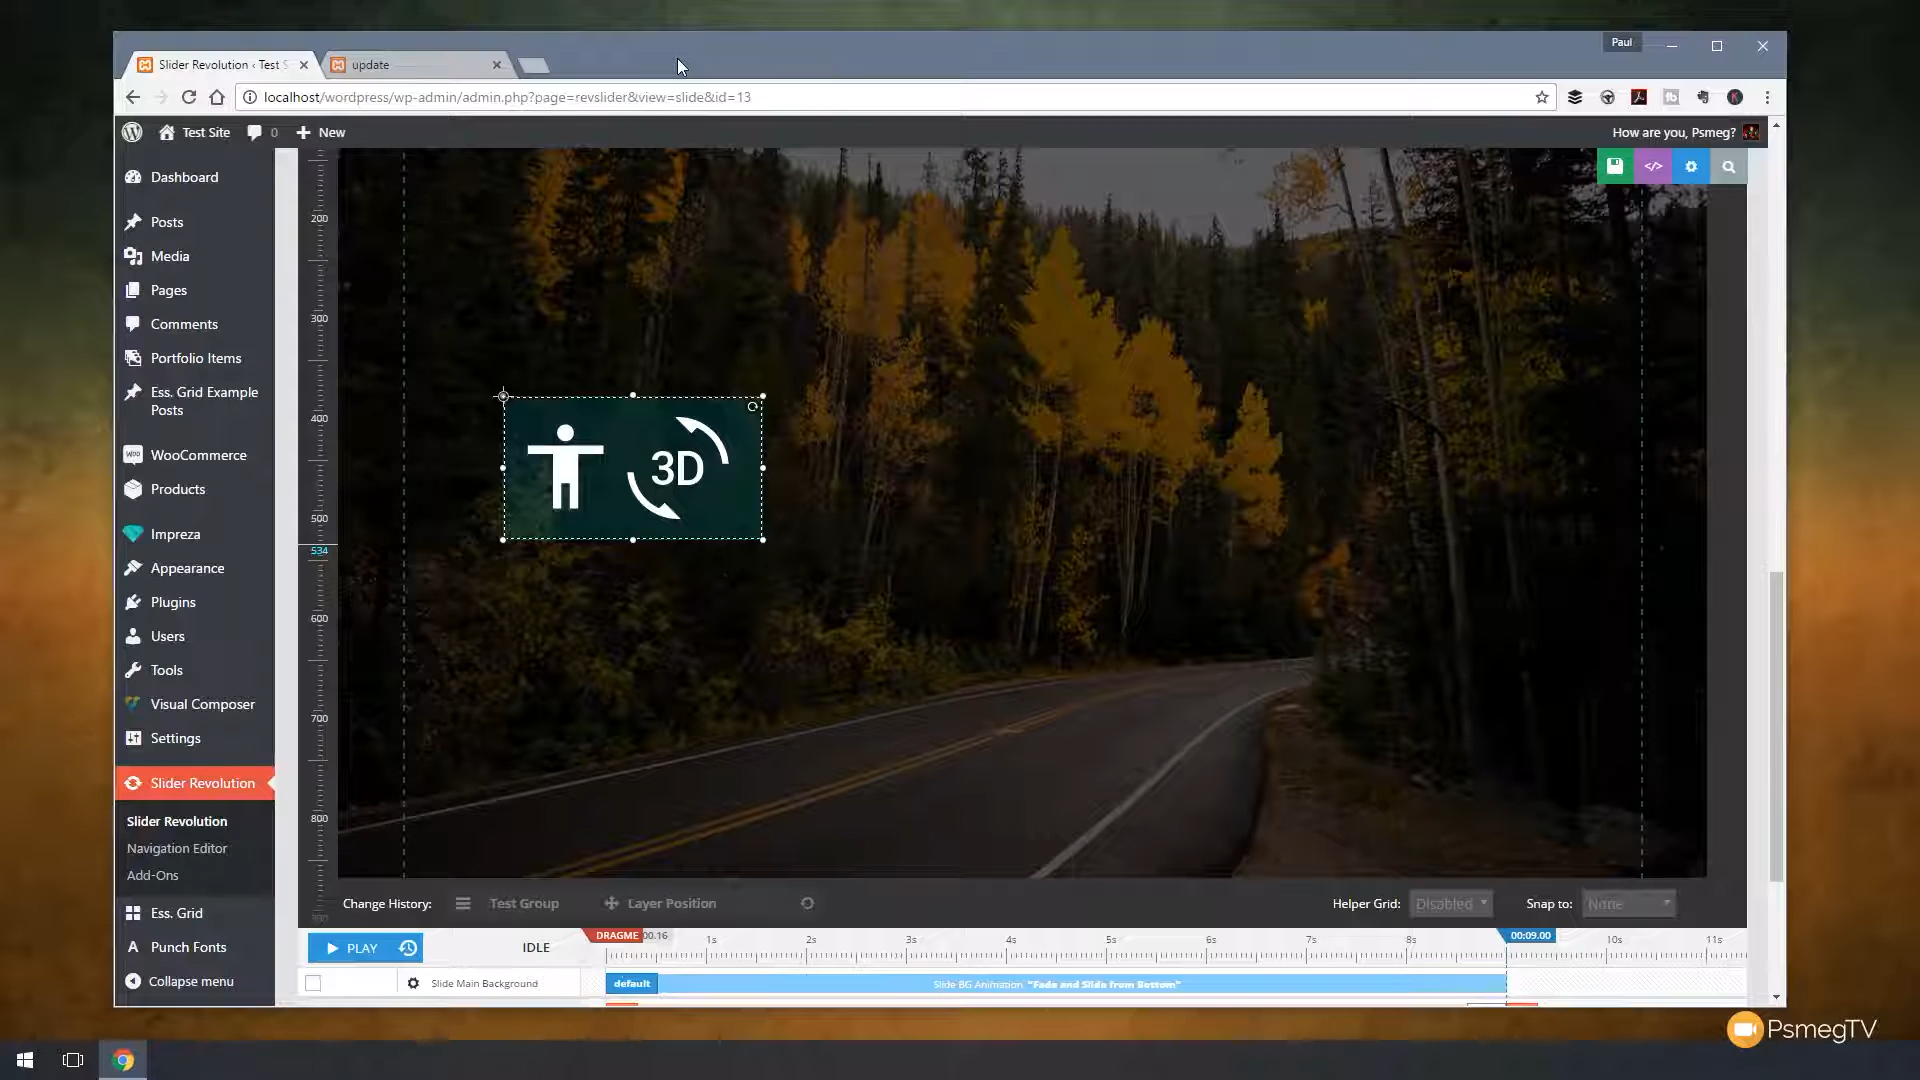 Paul
Slider Revolution ‹ Test S
update
localhost/wordpress/wp-admin/admin.php?page=revslider&view=slide&id=13
Test Site
0
New
How are you, Psmeg?
Dashboard
Posts
Media
Pages
Comments
Portfolio Items
Ess. Grid Example
Posts
WooCommerce
Products
Impreza
Appearance
Plugins
Users
Tools
Visual Composer
Settings
Slider Revolution
Slider Revolution
Navigation Editor
Add-Ons
Ess. Grid
Punch Fonts
Collapse menu
200
300
400
500
534
600
700
800
3D
Change History:
Test Group
Layer Position
Helper Grid:
Disabled
Snap to:
None
PLAY
IDLE
DRAGME
00.16
1s
2s
3s
4s
5s
6s
7s
8s
00:09.00
10s
11s
Slide Main Background
default
Slide BG Animation "Fade and Slide from Bottom"
PsmegTV